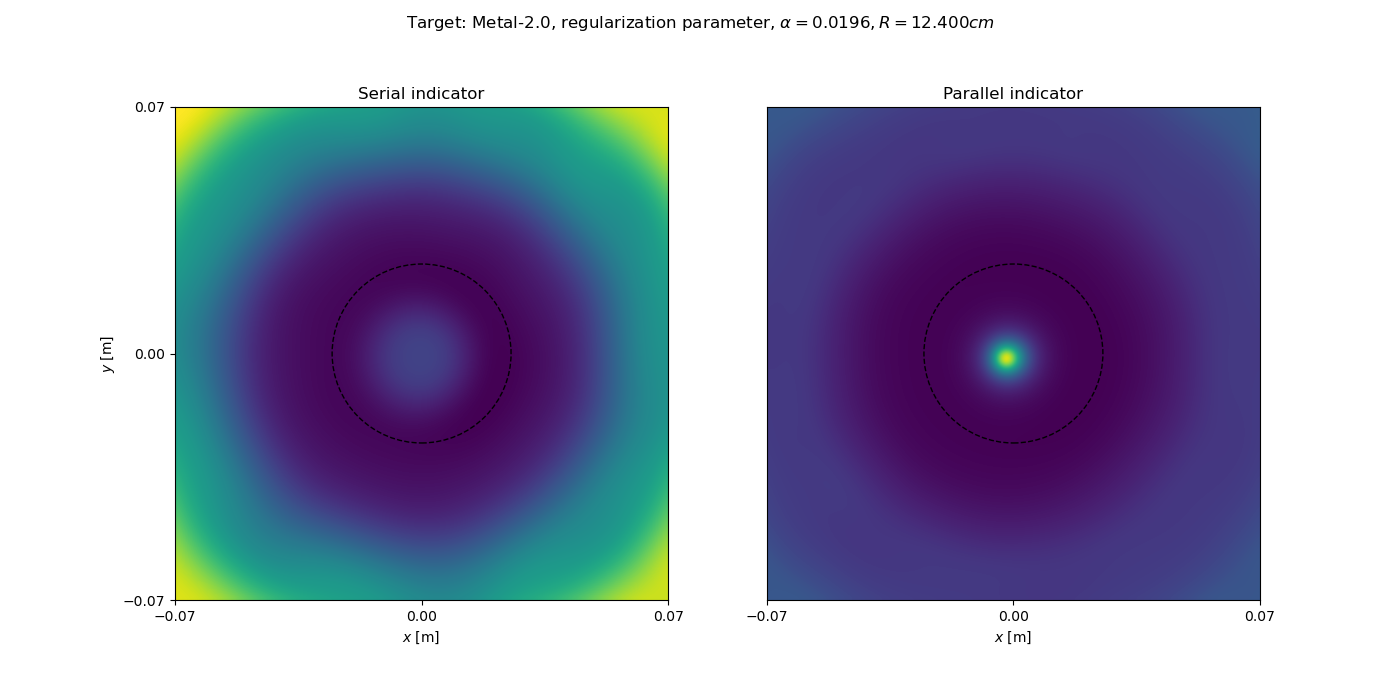 Target: Metal-2.0, regularization parameter, α = 0.0196, R = 12.400cm
Serial indicator
Parallel indicator
0.07
0.00
−0.07
y [m]
−0.07 0.00 0.07
x [m]
−0.07 0.00 0.07
x [m]